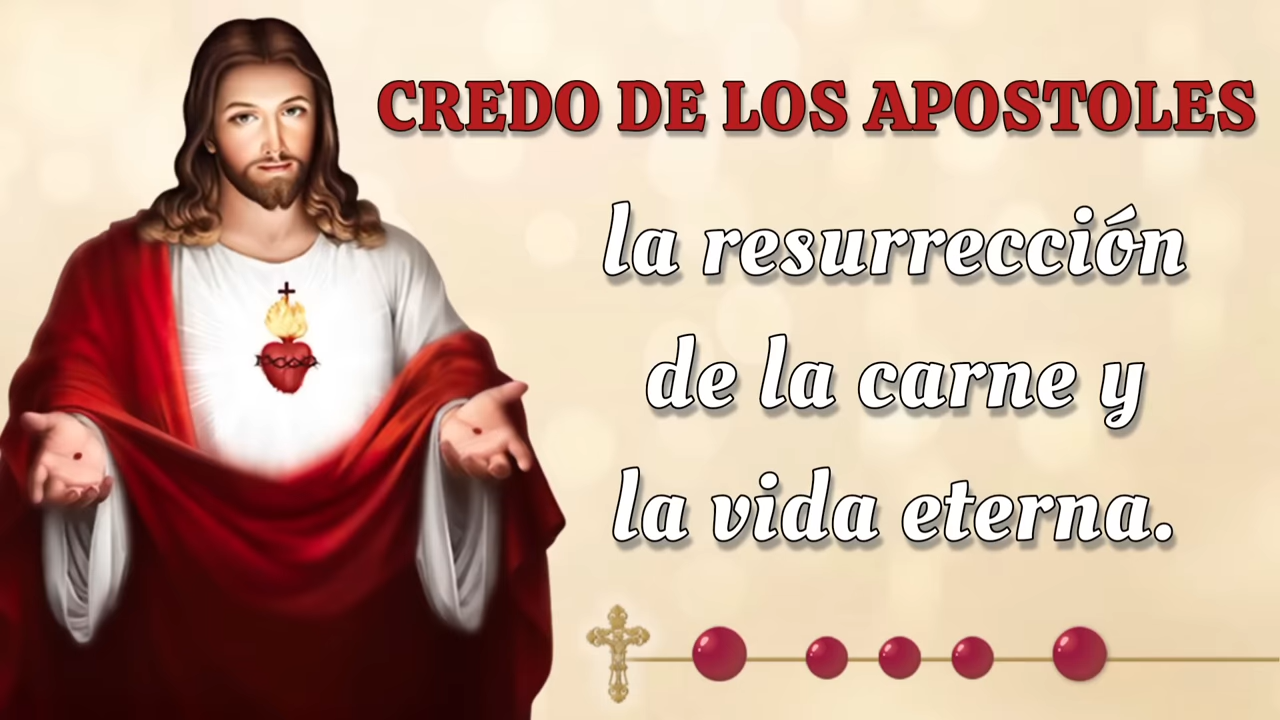 CREDO DE LOS APOSTOLES
la resurrección
de la carne y
la vida eterna.